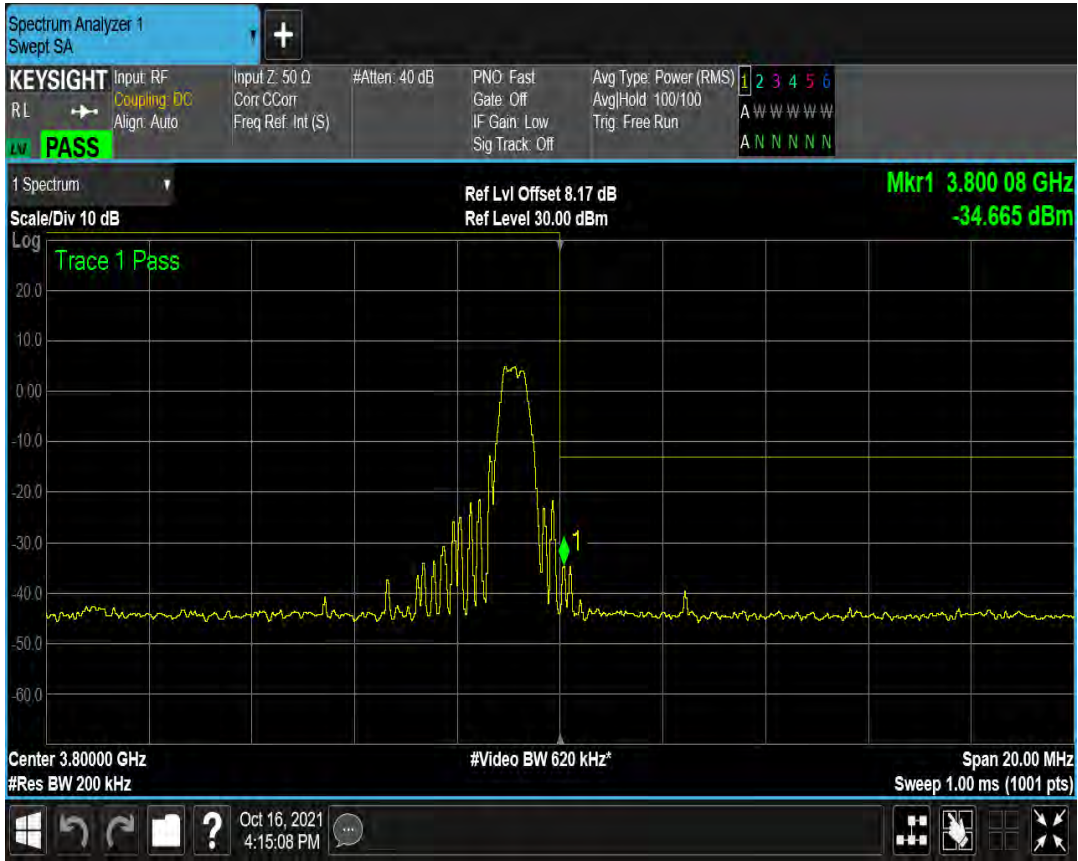 Spectrum Analyzer 1
Swept SA
+
KEYSIGHT Input: RF Input Z: 50 Ω #Atten: 40 dB PNO: Fast Avg Type: Power (RMS) 1 2 3 4 5 6
RL Coupling: DC Corr CCorr Gate: Off Avg|Hold: 100/100 A W W W W W
Align: Auto Freq Ref: Int (S) IF Gain: Low Trig: Free Run
LW PASS Sig Track: Off A N N N N N
1 Spectrum Ref Lvl Offset 8.17 dB Mkr1 3.800 08 GHz
Scale/Div 10 dB Ref Level 30.00 dBm -34.665 dBm
Log
Trace 1 Pass
20.0
10.0
0.00
-10.0
-20.0
-30.0
1
-40.0
-50.0
-60.0
Center 3.80000 GHz #Video BW 620 kHz* Span 20.00 MHz
#Res BW 200 kHz Sweep 1.00 ms (1001 pts)
? Oct 16, 2021
4:15:08 PM